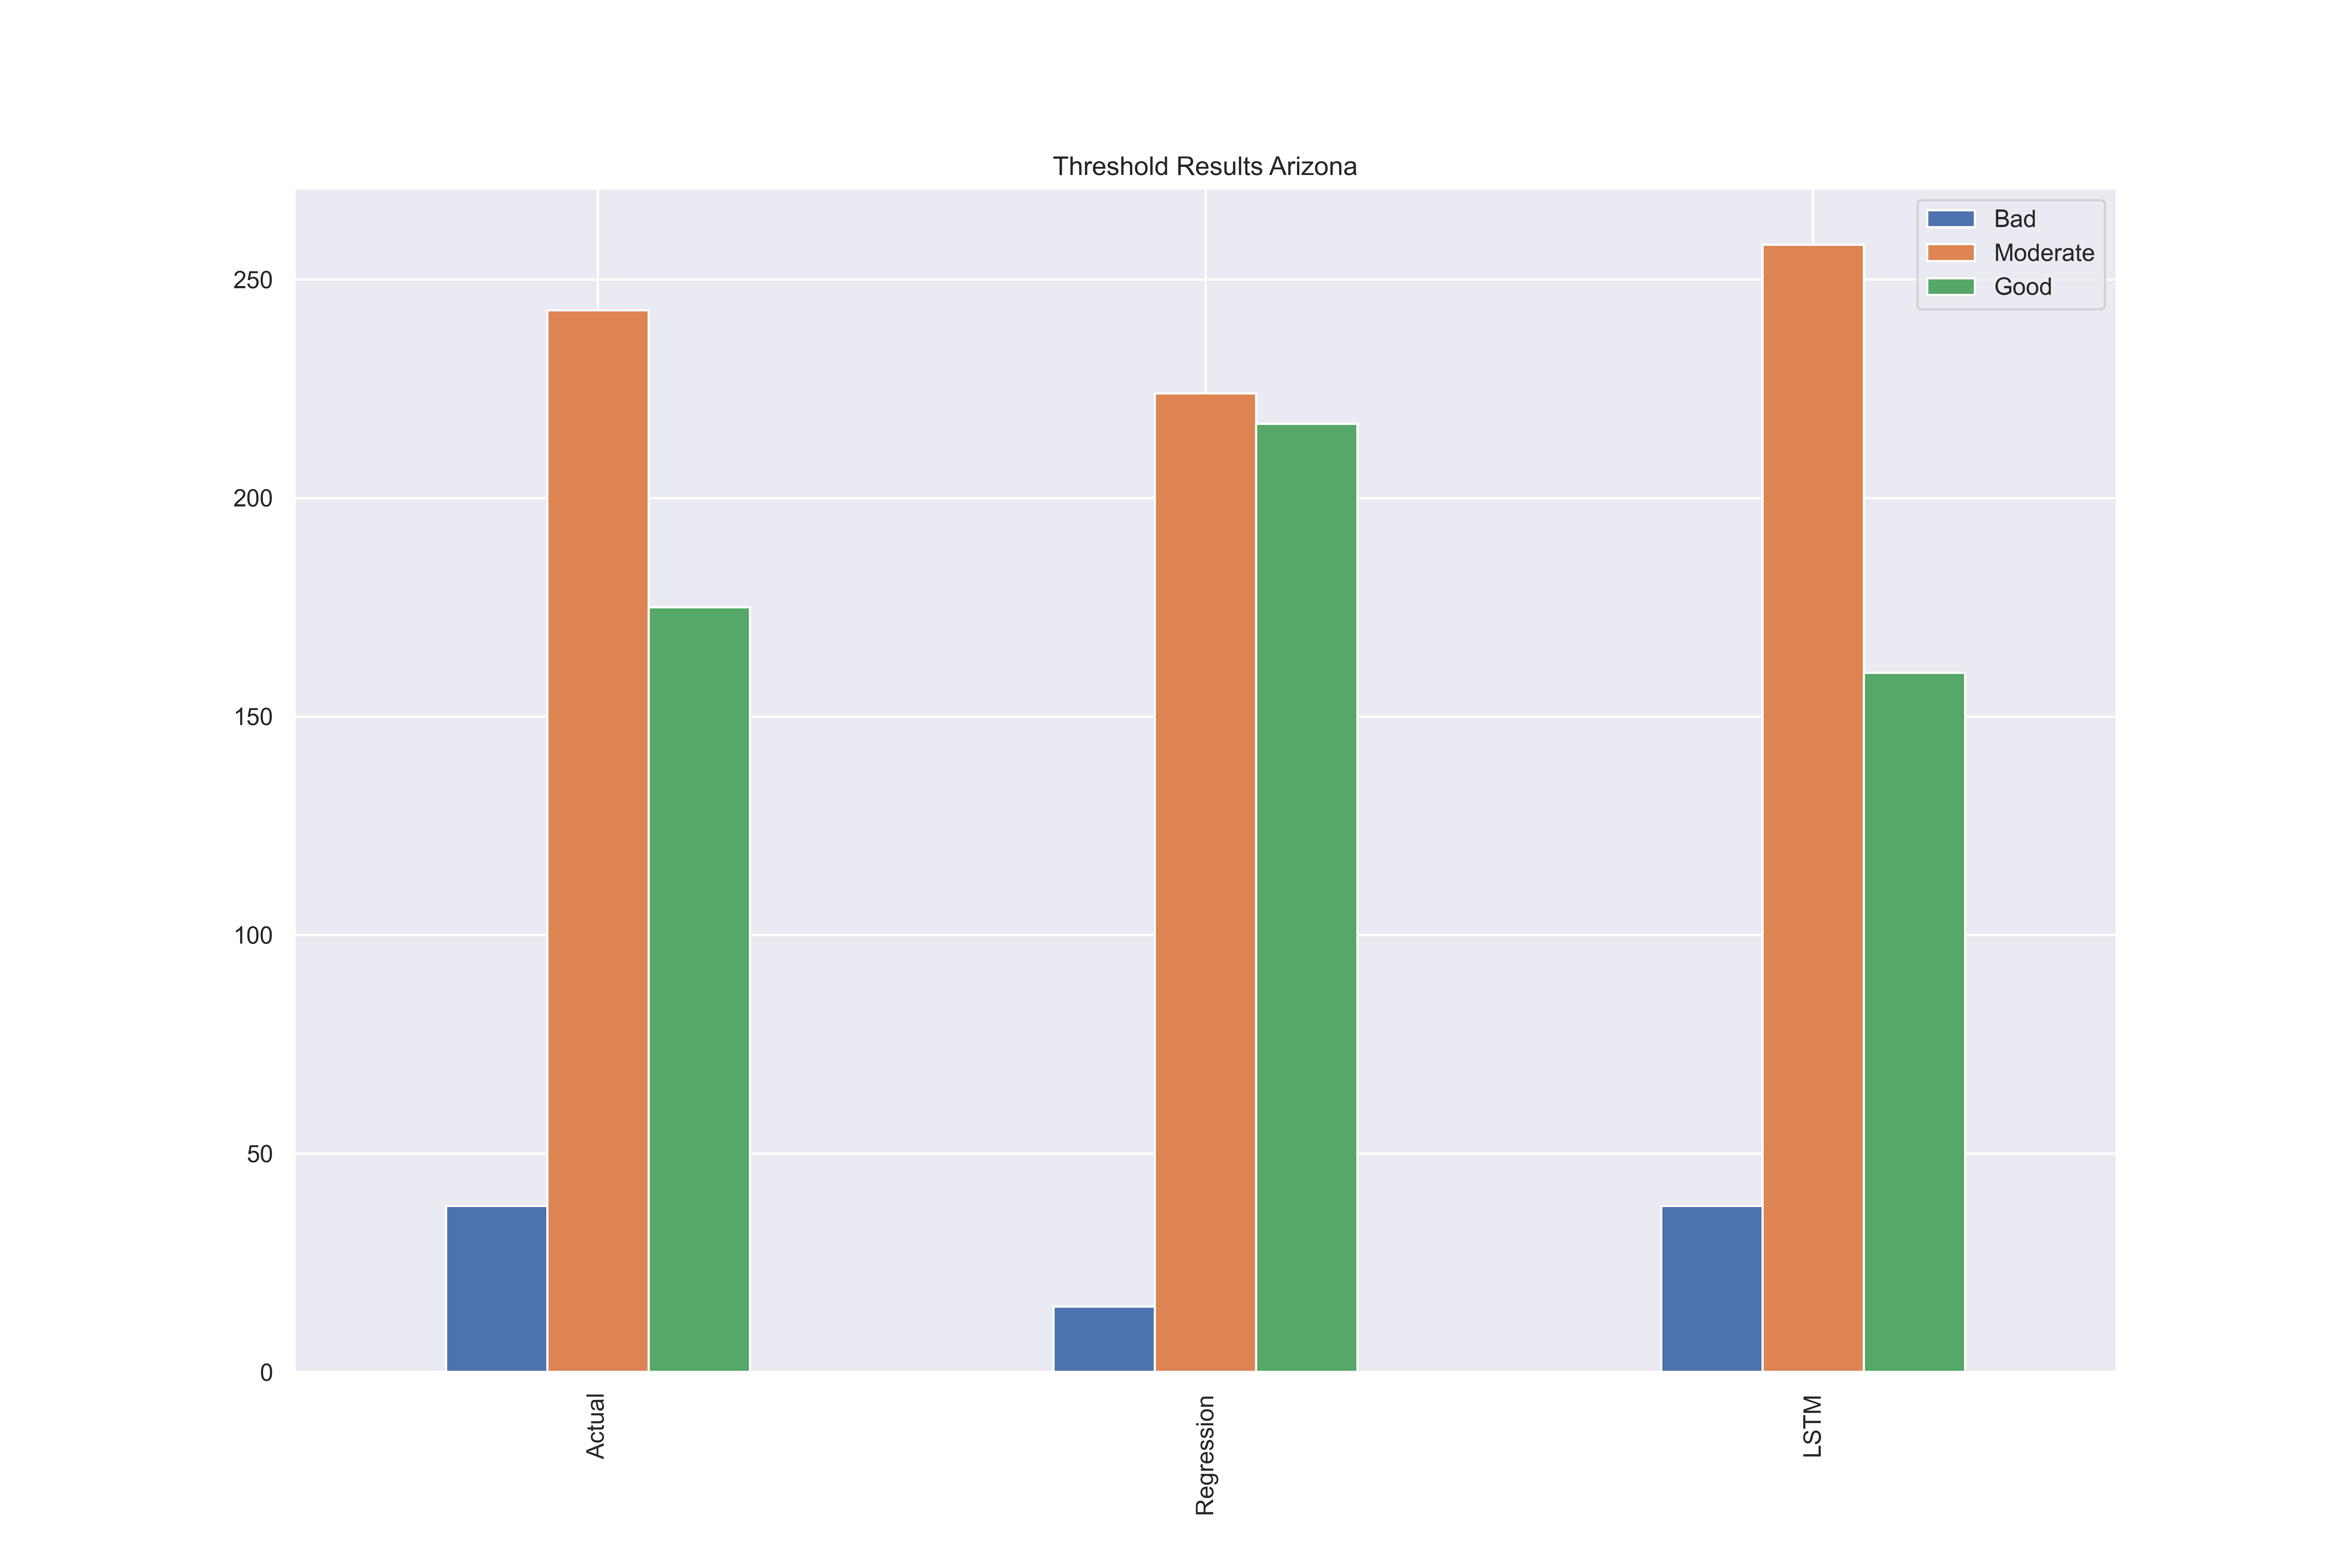 Threshold Results Arizona
Bad
Moderate
Good
250
200
150
100
50
0
Actual
Regression
LSTM